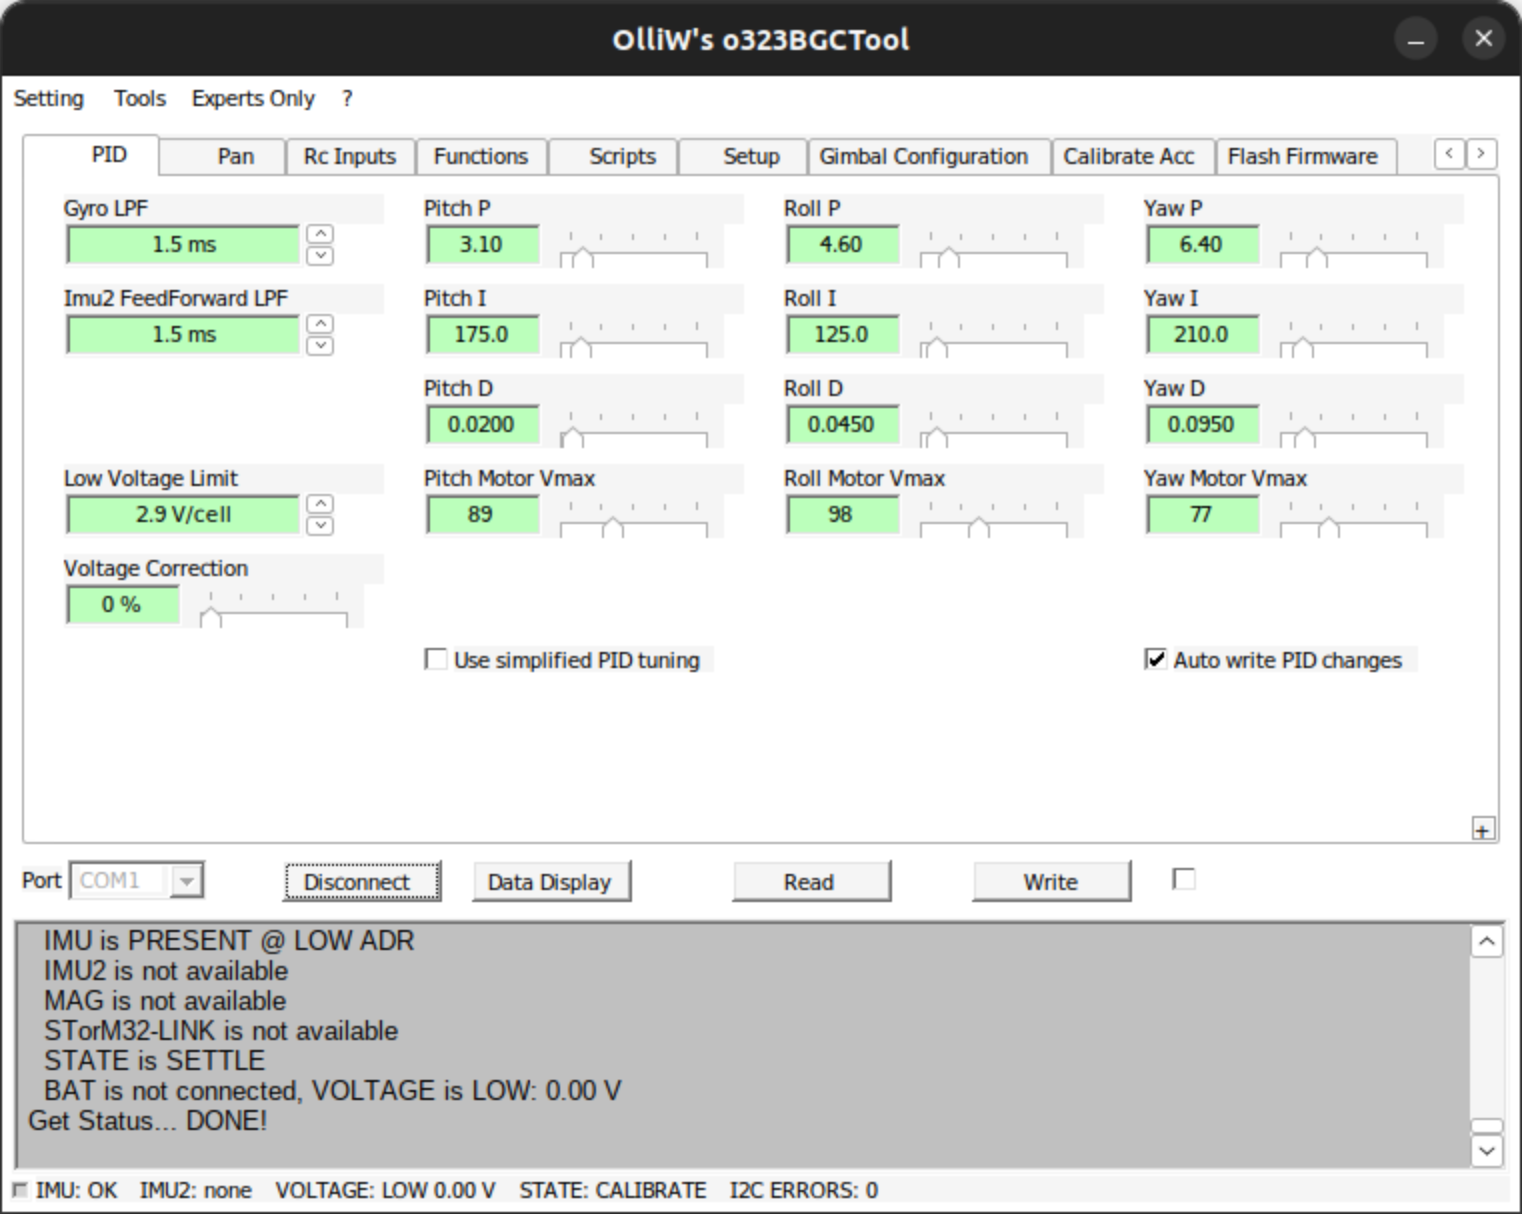 OlliW's o323BGCTool
Setting Tools Experts Only ?
PID Pan Rc Inputs Functions Scripts Setup Gimbal Configuration Calibrate Acc Flash Firmware
Gyro LPF Pitch P Roll P Yaw P
1.5 ms 3.10 4.60 6.40
Imu2 FeedForward LPF Pitch I Roll I Yaw I
1.5 ms 175.0 125.0 210.0
Pitch D Roll D Yaw D
0.0200 0.0450 0.0950
Low Voltage Limit Pitch Motor Vmax Roll Motor Vmax Yaw Motor Vmax
2.9 V/cell 89 98 77
Voltage Correction
0 %
Use simplified PID tuning Auto write PID changes
Port COM1 Disconnect Data Display Read Write
IMU is PRESENT @ LOW ADR
IMU2 is not available
MAG is not available
STorM32-LINK is not available
STATE is SETTLE
BAT is not connected, VOLTAGE is LOW: 0.00 V
Get Status... DONE!
IMU: OK IMU2: none VOLTAGE: LOW 0.00 V STATE: CALIBRATE I2C ERRORS: 0